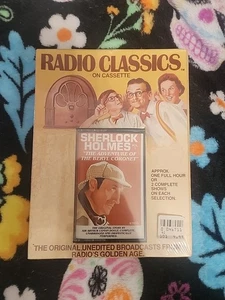 RADIO CLASSICS
ON CASSETTE
SHERLOCK
HOLMES
"THE ADVENTURE OF
THE BERYL CORONET"
APPROX.
ONE FULL HOUR
OR
2 COMPLETE
SHOWS
ON EACH
SELECTION.
THE ORIGINAL UNEDITED BROADCASTS FROM
RADIO'S GOLDEN AGE.